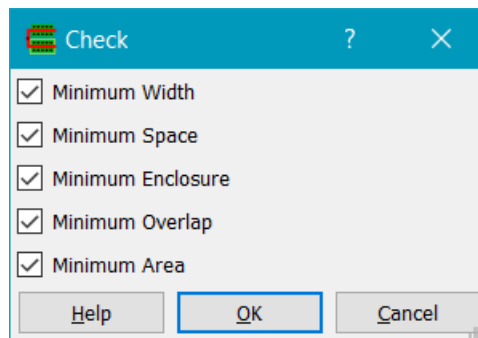 Check ?
Minimum Width
Minimum Space
Minimum Enclosure
Minimum Overlap
Minimum Area
Help OK Cancel